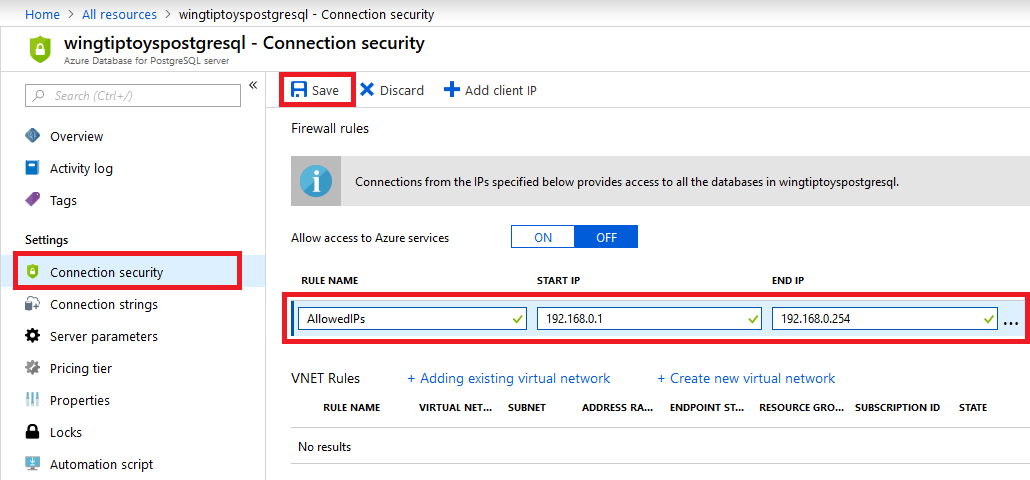 Home > All resources > wingtiptoyspostgresql - Connection security
wingtiptoyspostgresql - Connection security
Azure Database for PostgreSQL server
Search (Ctrl+/)
«
Overview
Activity log
Tags
Settings
Connection security
Connection strings
Server parameters
Pricing tier
Properties
Locks
Automation script
Save Discard + Add client IP
Firewall rules
Connections from the IPs specified below provides access to all the databases in wingtiptoyspostgresql.
Allow access to Azure services ON OFF
RULE NAME START IP END IP
AllowedIPs 192.168.0.1 192.168.0.254 ...
VNET Rules + Adding existing virtual network + Create new virtual network
RULE NAME VIRTUAL NET... SUBNET ADDRESS RA... ENDPOINT ST... RESOURCE GRO... SUBSCRIPTION ID STATE
No results